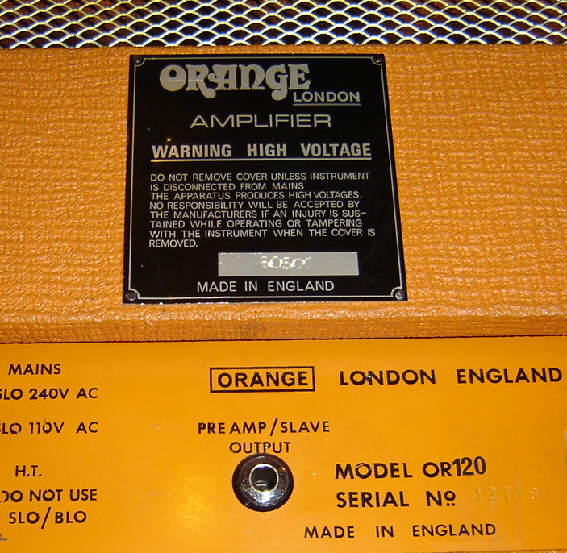 ORANGE
LONDON
AMPLIFIER
WARNING HIGH VOLTAGE
DO NOT REMOVE COVER UNLESS INSTRUMENT
IS DISCONNECTED FROM MAINS
THE APPARATUS PRODUCES HIGH VOLTAGES.
NO RESPONSIBILITY WILL BE ACCEPTED BY
THE MANUFACTURERS IF AN INJURY IS SUS-
TAINED WHILE OPERATING OR TAMPERING
WITH THE INSTRUMENT WHEN THE COVER IS
REMOVED.
MADE IN ENGLAND
MAINS
SLO 240V AC
SLO 110V AC
H.T.
DO NOT USE
SLO/BLO
ORANGE LONDON ENGLAND
PREAMP/SLAVE
OUTPUT
MODEL OR120
SERIAL Nº
MADE IN ENGLAND